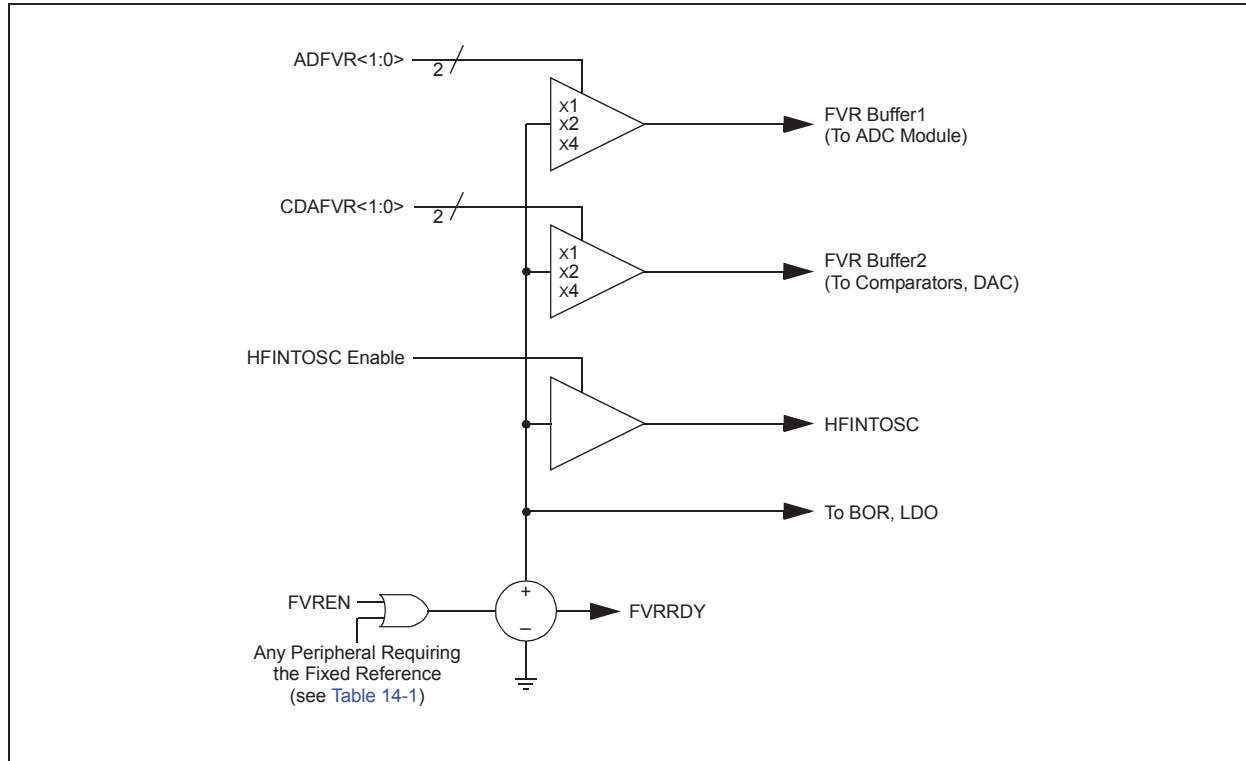 ADFVR<1:0>
2
x1
x2
x4
FVR Buffer1
(To ADC Module)
CDAFVR<1:0>
2
x1
x2
x4
FVR Buffer2
(To Comparators, DAC)
HFINTOSC Enable
HFINTOSC
To BOR, LDO
+
–
FVREN
FVRRDY
Any Peripheral Requiring
the Fixed Reference
(see Table 14-1)